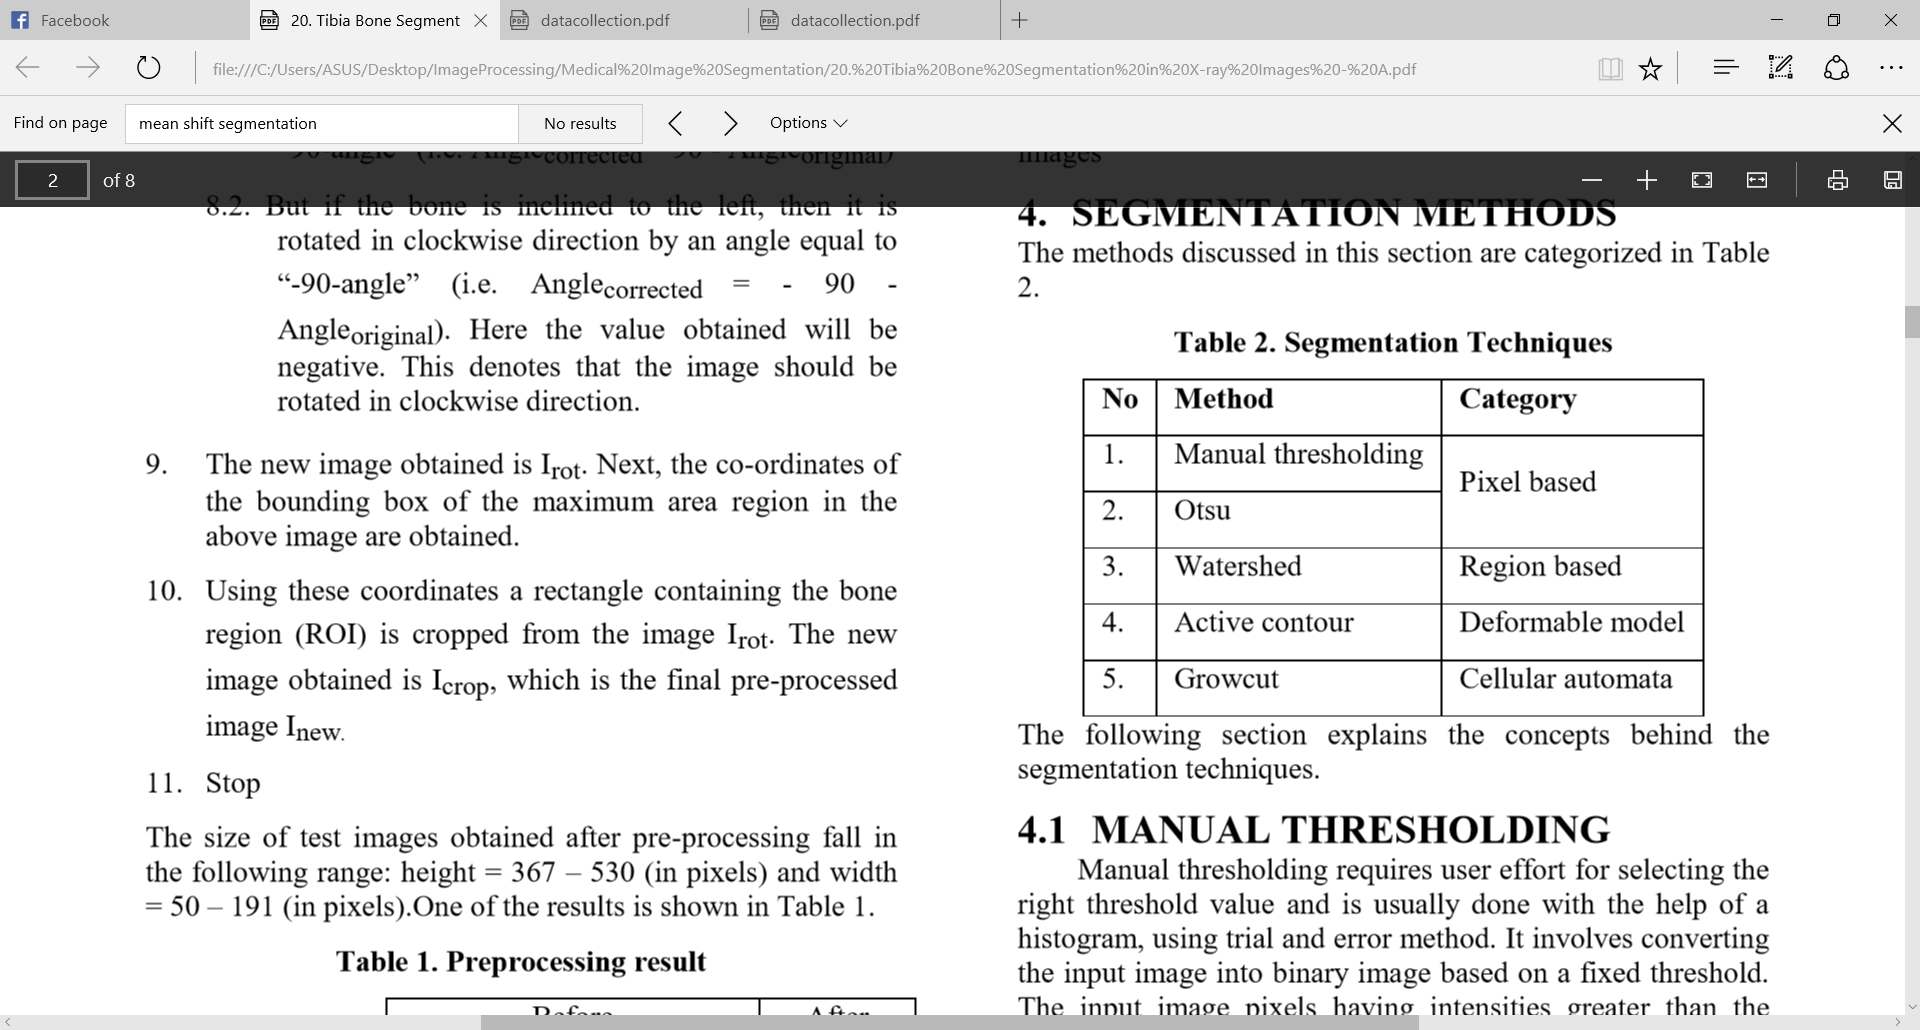 Facebook
20. Tibia Bone Segment
datacollection.pdf
datacollection.pdf
file:///C:/Users/ASUS/Desktop/ImageProcessing/Medical%20Image%20Segmentation/20.%20Tibia%20Bone%20Segmentation%20in%20X-ray%20Images%20-%20A.pdf
Find on page
mean shift segmentation
No results
Options
2 of 8
8.2. But if the bone is inclined to the left, then it is
rotated in clockwise direction by an angle equal to
“-90-angle” (i.e. Anglecorrected = - 90 -
Angleoriginal). Here the value obtained will be
negative. This denotes that the image should be
rotated in clockwise direction.
9. The new image obtained is Irot. Next, the co-ordinates of
the bounding box of the maximum area region in the
above image are obtained.
10. Using these coordinates a rectangle containing the bone
region (ROI) is cropped from the image Irot. The new
image obtained is Icrop, which is the final pre-processed
image Inew.
11. Stop
The size of test images obtained after pre-processing fall in
the following range: height = 367 – 530 (in pixels) and width
= 50 – 191 (in pixels).One of the results is shown in Table 1.
Table 1. Preprocessing result
Before After
images
4. SEGMENTATION METHODS
The methods discussed in this section are categorized in Table
2.
Table 2. Segmentation Techniques
No Method Category
1. Manual thresholding
Pixel based
2. Otsu
3. Watershed Region based
4. Active contour Deformable model
5. Growcut Cellular automata
The following section explains the concepts behind the
segmentation techniques.
4.1 MANUAL THRESHOLDING
Manual thresholding requires user effort for selecting the
right threshold value and is usually done with the help of a
histogram, using trial and error method. It involves converting
the input image into binary image based on a fixed threshold.
The input image pixels having intensities greater than the